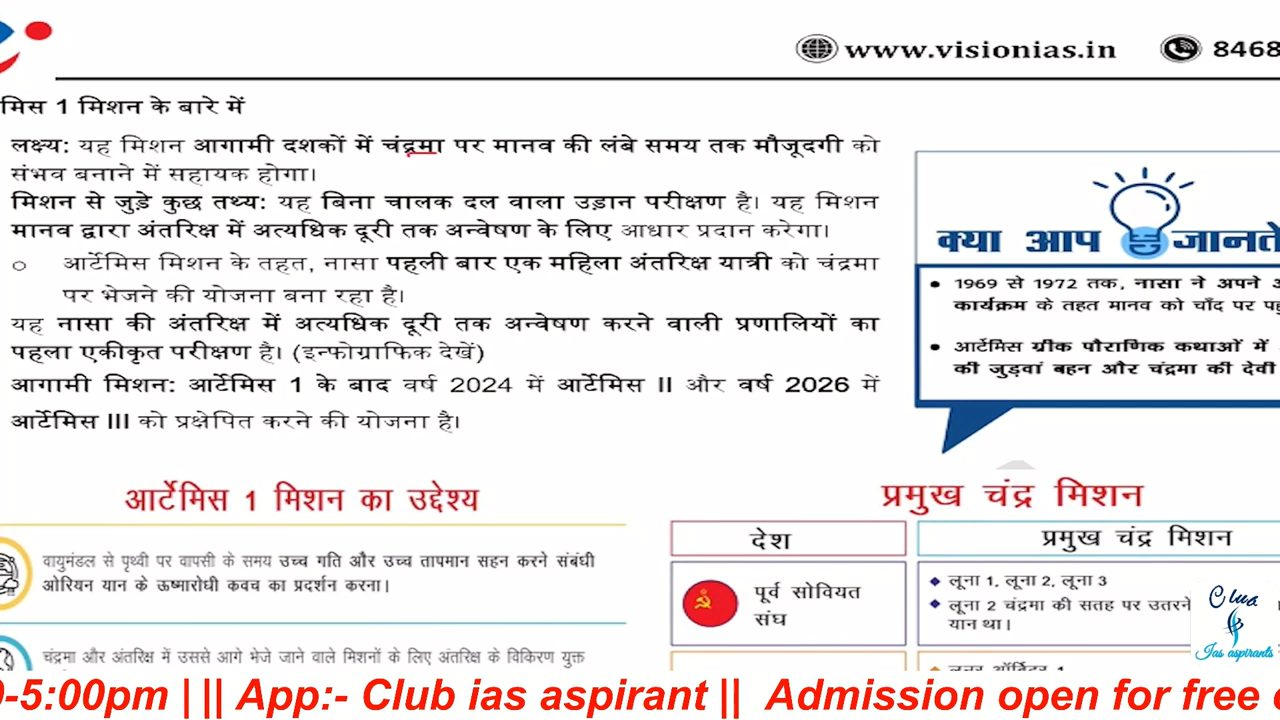 www.visionias.in 8468
मिस 1 मिशन के बारे में
लक्ष्य: यह मिशन आगामी दशकों में चंद्रमा पर मानव की लंबे समय तक मौजूदगी को
संभव बनाने में सहायक होगा।
मिशन से जुड़े कुछ तथ्य: यह बिना चालक दल वाला उड़ान परीक्षण है। यह मिशन
मानव द्वारा अंतरिक्ष में अत्यधिक दूरी तक अन्वेषण के लिए आधार प्रदान करेगा।
○ आर्टेमिस मिशन के तहत, नासा पहली बार एक महिला अंतरिक्ष यात्री को चंद्रमा
पर भेजने की योजना बना रहा है।
यह नासा की अंतरिक्ष में अत्यधिक दूरी तक अन्वेषण करने वाली प्रणालियों का
पहला एकीकृत परीक्षण है। (इन्फोग्राफिक देखें)
आगामी मिशन: आर्टेमिस 1 के बाद वर्ष 2024 में आर्टेमिस II और वर्ष 2026 में
आर्टेमिस III को प्रक्षेपित करने की योजना है।
क्या आप जानते
• 1969 से 1972 तक, नासा ने अपने
कार्यक्रम के तहत मानव को चाँद पर
• आर्टेमिस ग्रीक पौराणिक कथाओं में
की जुड़वां बहन और चंद्रमा की देवी
आर्टेमिस 1 मिशन का उद्देश्य
वायुमंडल से पृथ्वी पर वापसी के समय उच्च गति और उच्च तापमान सहन करने संबंधी
ओरियन यान के ऊष्मारोधी कवच का प्रदर्शन करना।
चंद्रमा और अंतरिक्ष में उससे आगे भेजे जाने वाले मिशनों के लिए अंतरिक्ष के विकिरण युक्त
प्रमुख चंद्र मिशन
देश
प्रमुख चंद्र मिशन
पूर्व सोवियत
संघ
◆ लूना 1, लूना 2, लूना 3
◆ लूना 2 चंद्रमा की सतह पर उतरने
यान था।
Club
Ias aspirants
-5:00pm | || App:- Club ias aspirant || Admission open for free